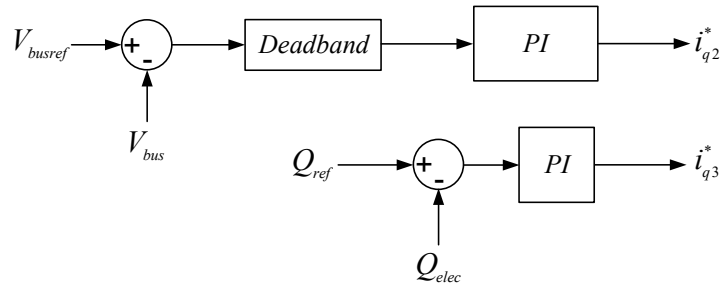 V_busref + - Deadband PI i*_q2
V_bus
Q_ref + - PI i*_q3
Q_elec